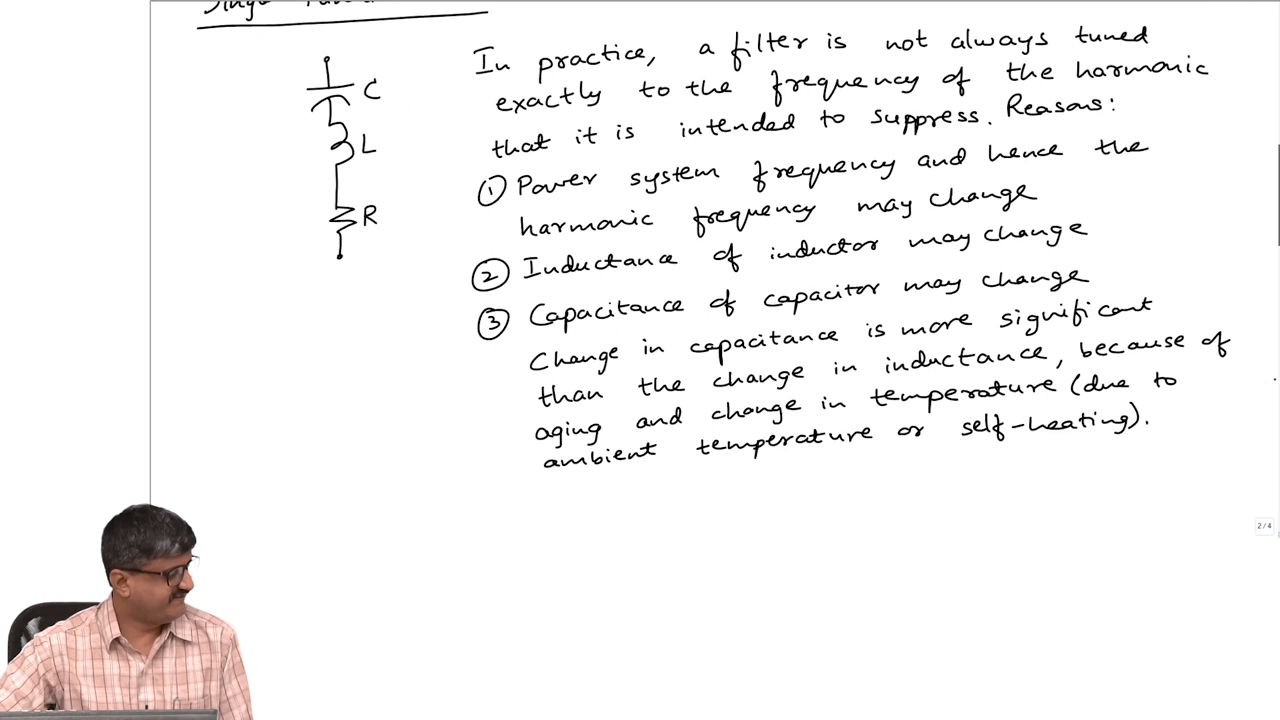 In practice, a filter is not always tuned
exactly to the frequency of the harmonic
that it is intended to suppress. Reasons:
① Power system frequency and hence the
harmonic frequency may change
② Inductance of inductor may change
③ Capacitance of capacitor may change
Change in capacitance is more significant
than the change in inductance, because of
aging and change in temperature (due to
ambient temperature or self-heating).
C
L
R
2/4